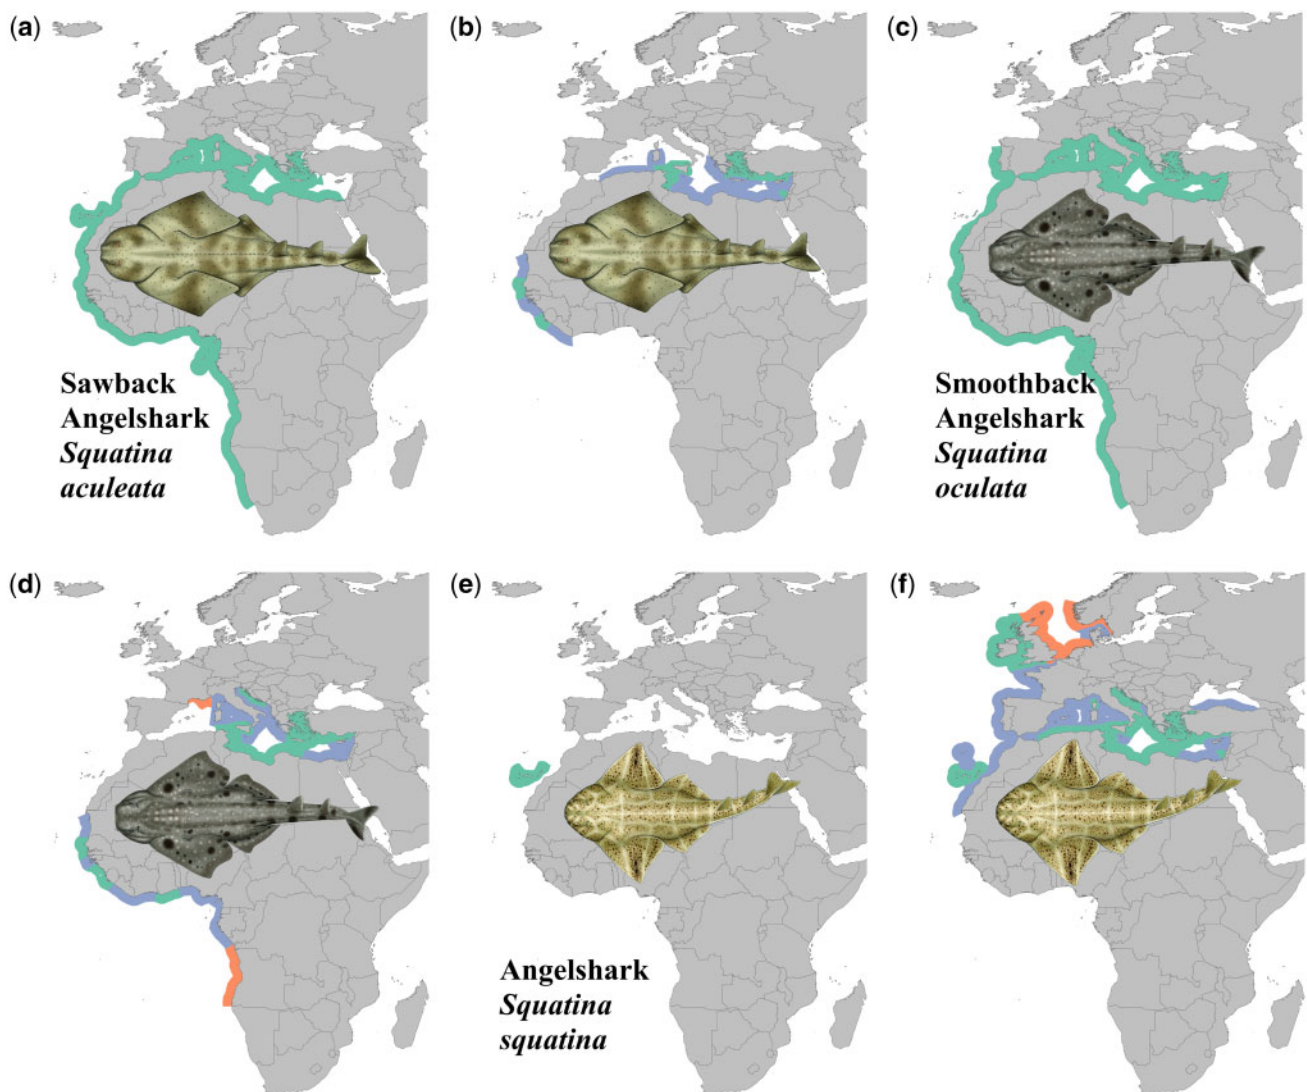 (a)
(b)
(c)
Sawback
Angelshark
Squatina
aculeata
Smoothback
Angelshark
Squatina
oculata
(d)
(e)
(f)
Angelshark
Squatina
squatina